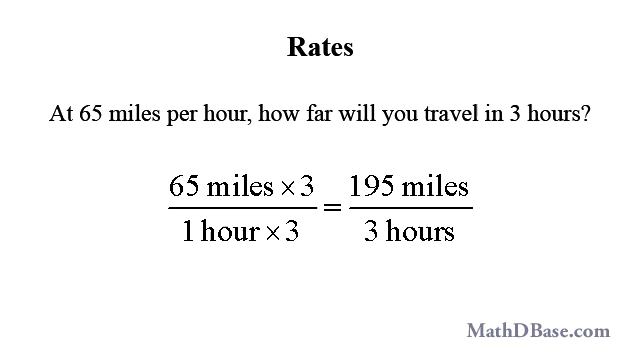 Rates
At 65 miles per hour, how far will you travel in 3 hours?
65 miles × 3 / 1 hour × 3 = 195 miles / 3 hours
MathDBase.com